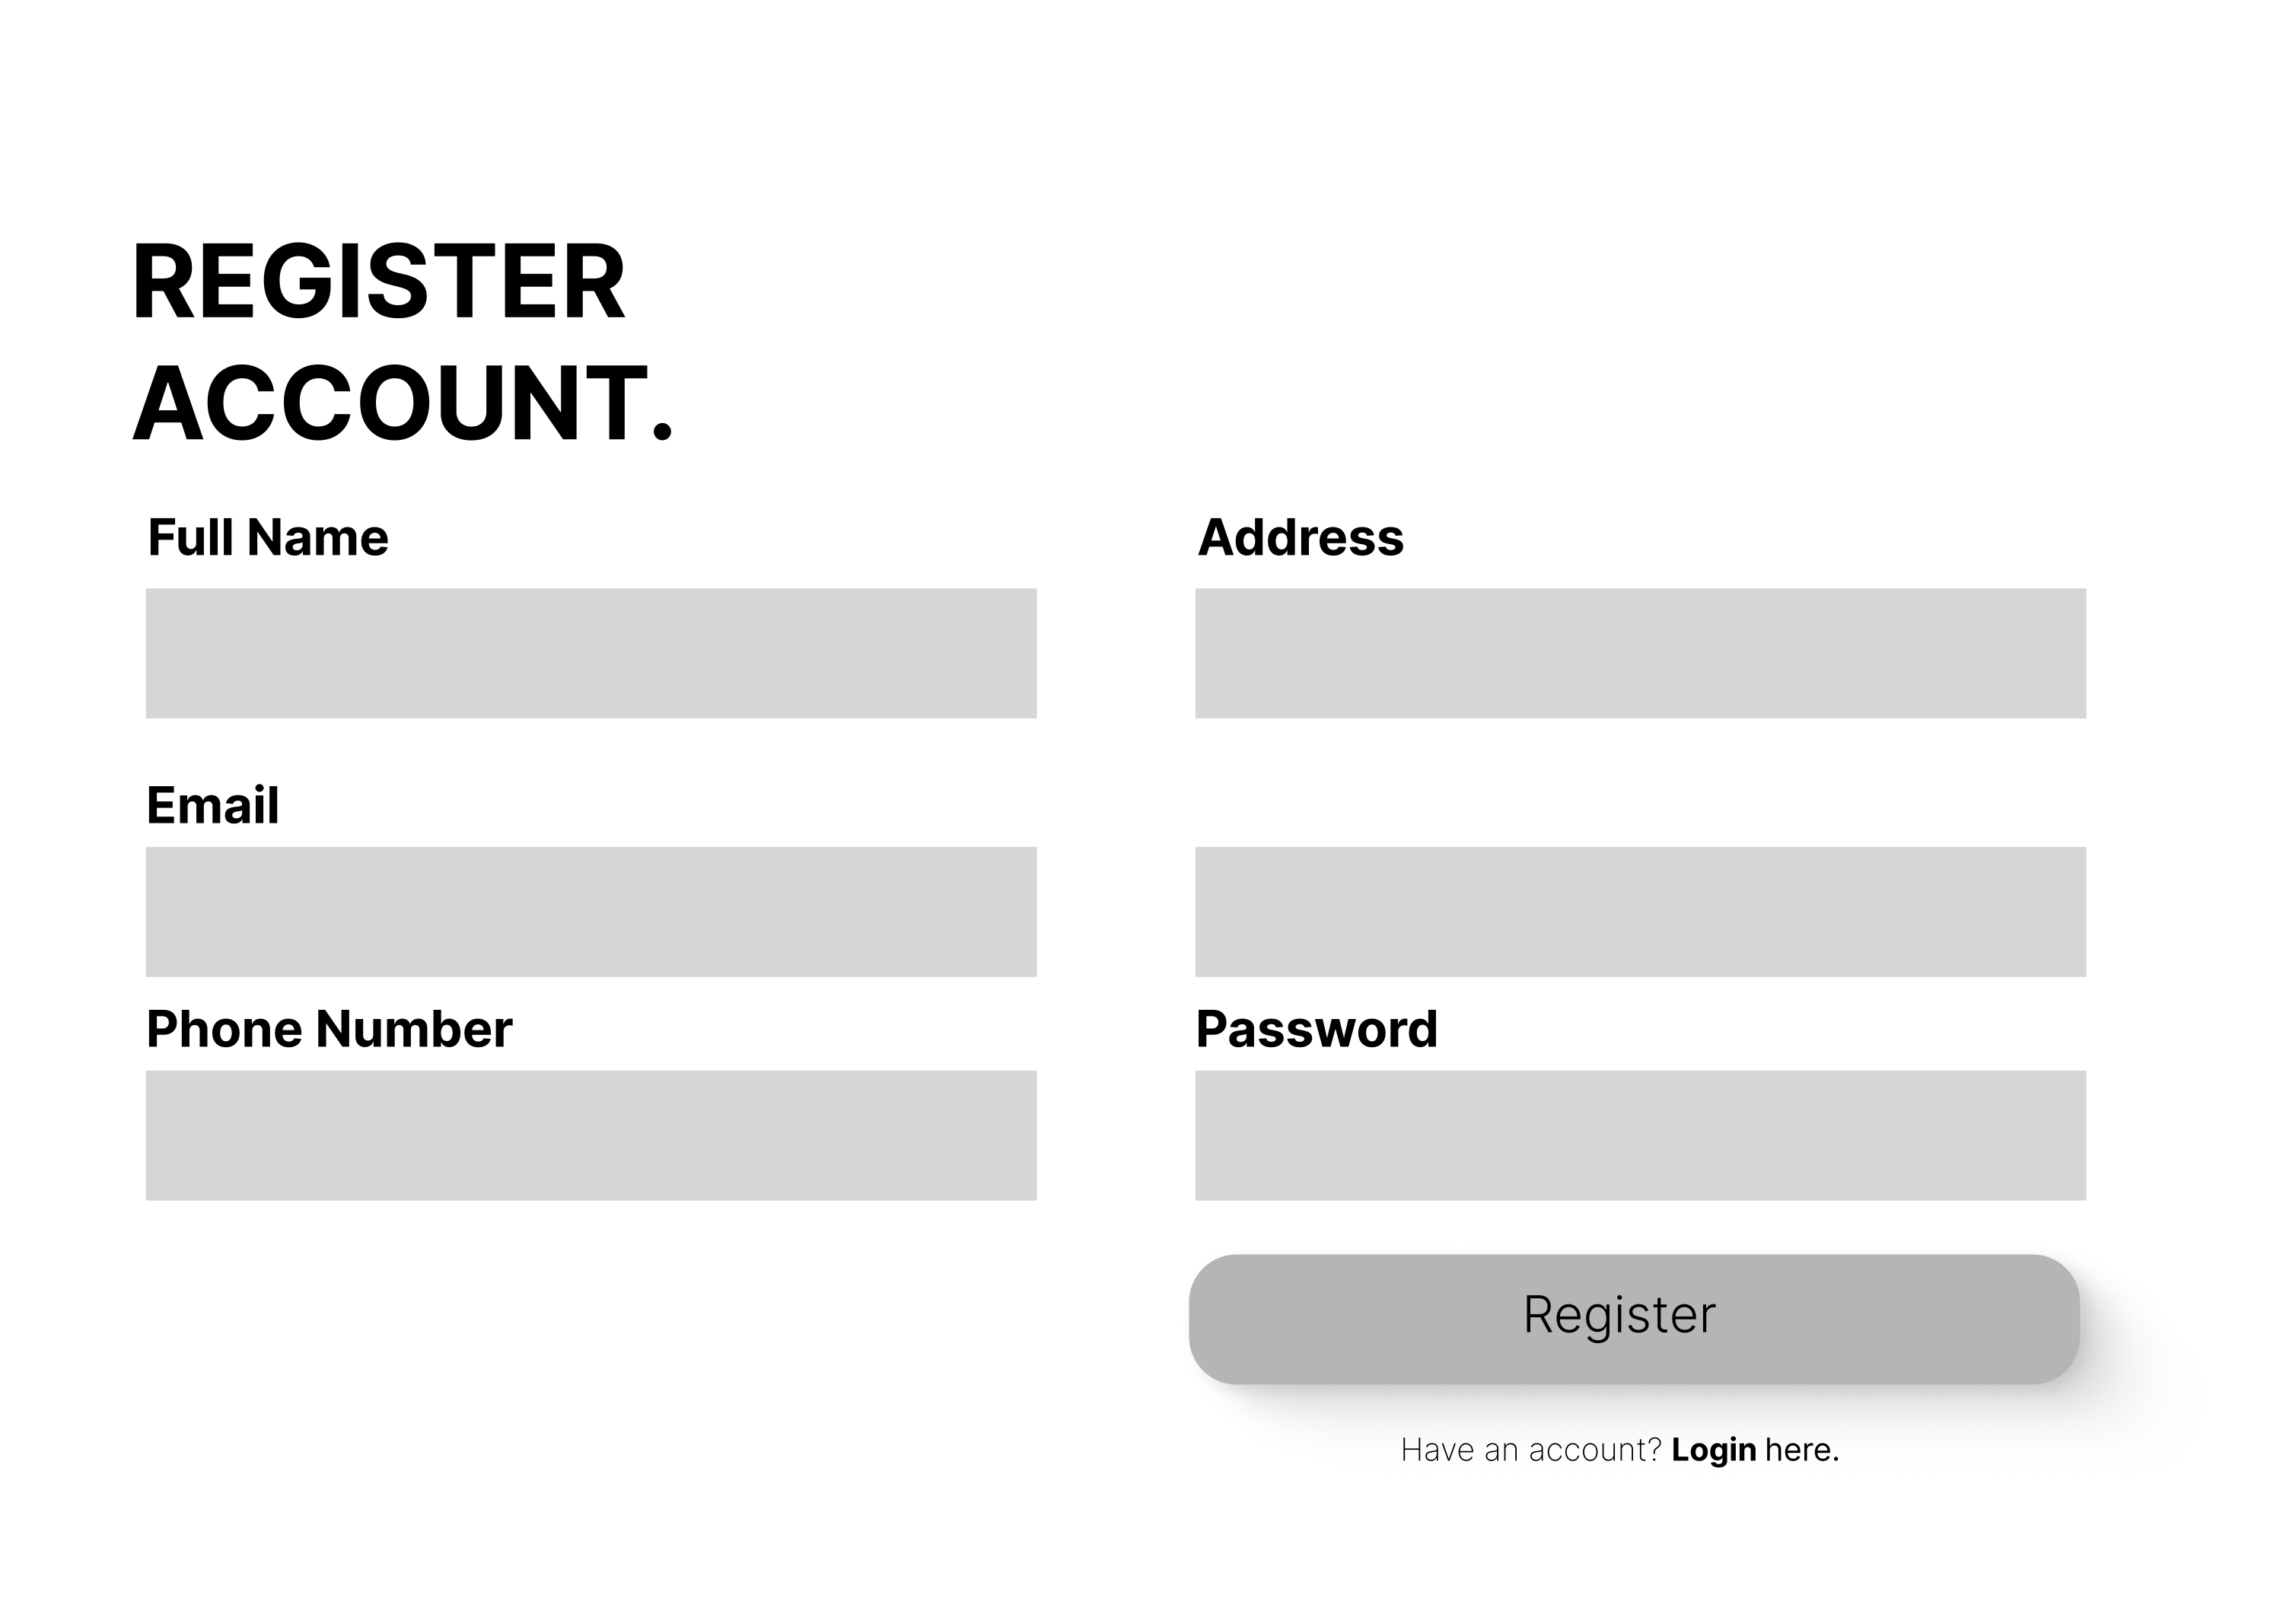 REGISTER
ACCOUNT.
Full Name
Address
Email
Phone Number
Password
Register
Have an account? Login here.